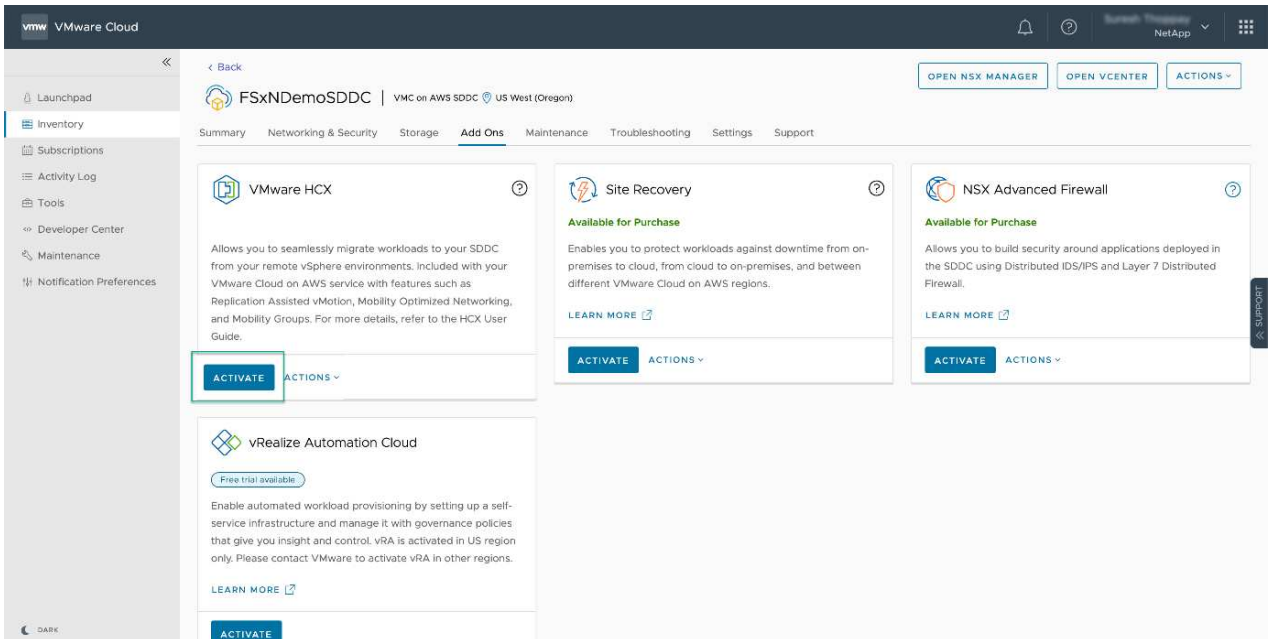 vmw VMware Cloud
NetApp
Launchpad
Inventory
Subscriptions
Activity Log
Tools
Developer Center
Maintenance
Notification Preferences
DARK
Back
FSxNDemoSDDC | VMC on AWS SDDC US West (Oregon)
OPEN NSX MANAGER
OPEN VCENTER
ACTIONS
Summary Networking & Security Storage Add Ons Maintenance Troubleshooting Settings Support
VMware HCX
Allows you to seamlessly migrate workloads to your SDDC
from your remote vSphere environments. Included with your
VMware Cloud on AWS service with features such as
Replication Assisted vMotion, Mobility Optimized Networking,
and Mobility Groups. For more details, refer to the HCX User
Guide.
ACTIVATE ACTIONS
Site Recovery
Available for Purchase
Enables you to protect workloads against downtime from on-
premises to cloud, from cloud to on-premises, and between
different VMware Cloud on AWS regions.
LEARN MORE
ACTIVATE ACTIONS
NSX Advanced Firewall
Available for Purchase
Allows you to build security around applications deployed in
the SDDC using Distributed IDS/IPS and Layer 7 Distributed
Firewall.
LEARN MORE
ACTIVATE ACTIONS
SUPPORT
vRealize Automation Cloud
Free trial available
Enable automated workload provisioning by setting up a self-
service infrastructure and manage it with governance policies
that give you insight and control. vRA is activated in US region
only. Please contact VMware to activate vRA in other regions.
LEARN MORE
ACTIVATE